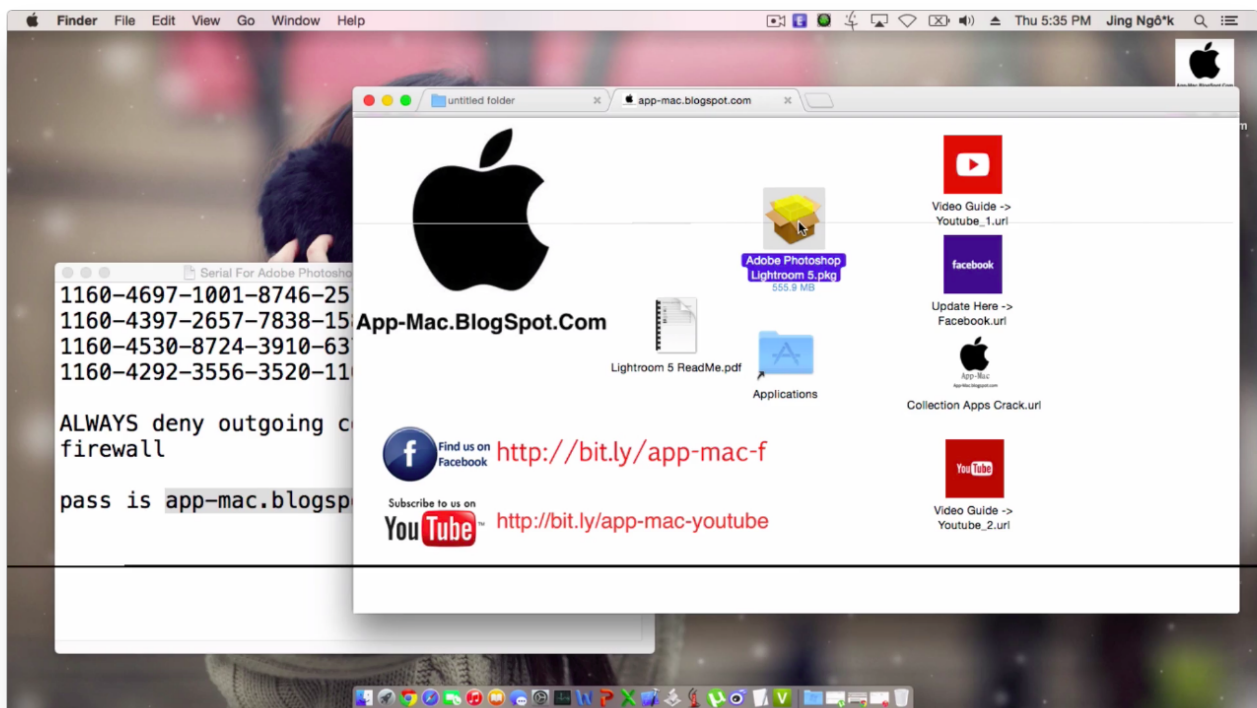 Finder File Edit View Go Window Help
Thu 5:35 PM Jing Ngô*k
untitled folder
app-mac.blogspot.com
Serial For Adobe Photosho
1160-4697-1001-8746-25
1160-4397-2657-7838-15
1160-4530-8724-3910-63
1160-4292-3556-3520-11
ALWAYS deny outgoing
firewall
pass is app-mac.blogsp
App-Mac.BlogSpot.Com
Adobe Photoshop
Lightroom 5.pkg
555.9 MB
Lightroom 5 ReadMe.pdf
Applications
Find us on
Facebook
http://bit.ly/app-mac-f
Subscribe to us on
YouTube
http://bit.ly/app-mac-youtube
Video Guide ->
Youtube_1.url
facebook
Update Here ->
Facebook.url
App-Mac
App-Mac.blogspot.com
Collection Apps Crack.url
YouTube
Video Guide ->
Youtube_2.url